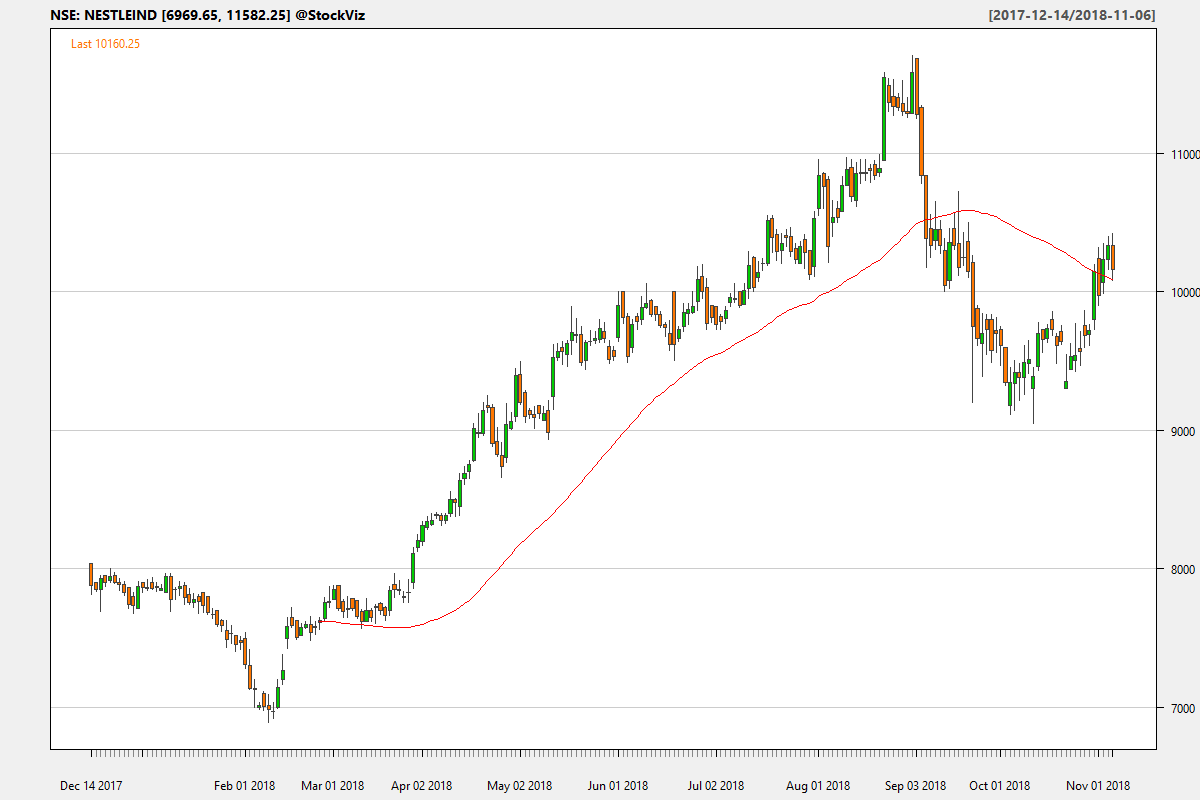 NSE: NESTLEIND [6969.65, 11582.25] @StockViz
[2017-12-14/2018-11-06]
Last 10160.25
11000
10000
9000
8000
7000
Dec 14 2017 Feb 01 2018 Mar 01 2018 Apr 02 2018 May 02 2018 Jun 01 2018 Jul 02 2018 Aug 01 2018 Sep 03 2018 Oct 01 2018 Nov 01 2018